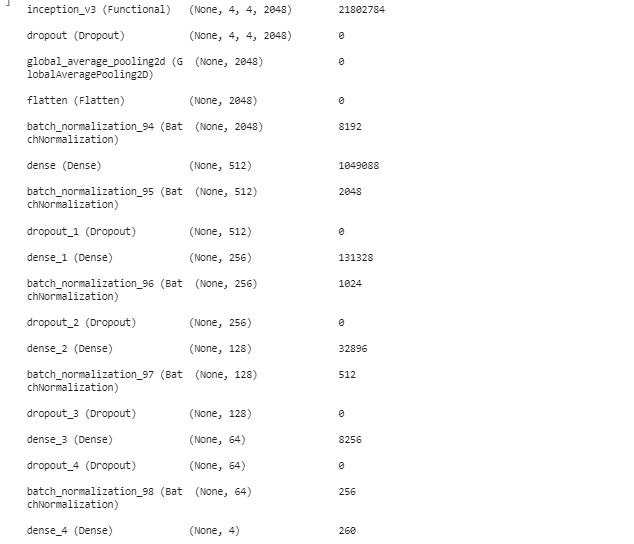 ]
inception_v3 (Functional) (None, 4, 4, 2048) 21802784
dropout (Dropout) (None, 4, 4, 2048) 0
global_average_pooling2d (G (None, 2048) 0
lobalAveragePooling2D)
flatten (Flatten) (None, 2048) 0
batch_normalization_94 (Bat (None, 2048) 8192
chNormalization)
dense (Dense) (None, 512) 1049088
batch_normalization_95 (Bat (None, 512) 2048
chNormalization)
dropout_1 (Dropout) (None, 512) 0
dense_1 (Dense) (None, 256) 131328
batch_normalization_96 (Bat (None, 256) 1024
chNormalization)
dropout_2 (Dropout) (None, 256) 0
dense_2 (Dense) (None, 128) 32896
batch_normalization_97 (Bat (None, 128) 512
chNormalization)
dropout_3 (Dropout) (None, 128) 0
dense_3 (Dense) (None, 64) 8256
dropout_4 (Dropout) (None, 64) 0
batch_normalization_98 (Bat (None, 64) 256
chNormalization)
dense_4 (Dense) (None, 4) 260